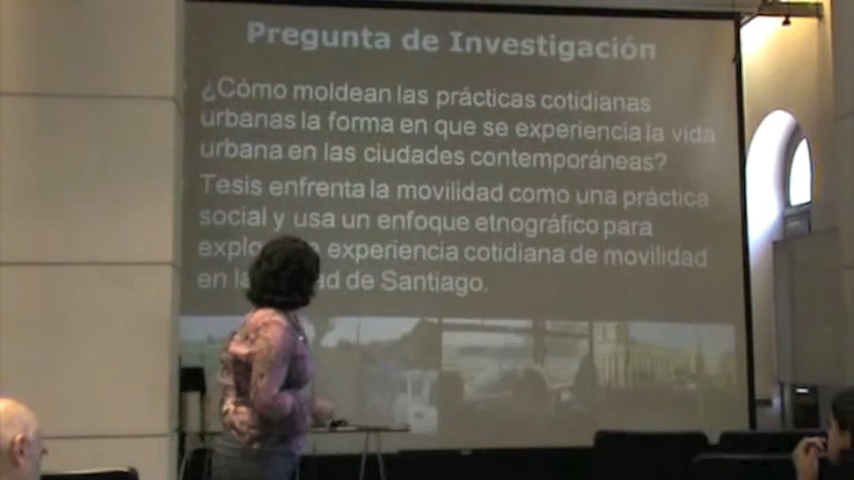 Pregunta de Investigación
¿Cómo moldean las prácticas cotidianas
urbanas la forma en que se experiencia la vida
urbana en las ciudades contemporáneas?
Tesis enfrenta la movilidad como una práctica
social y usa un enfoque etnográfico para
experiencia cotidiana de movilidad
en de Santiago.